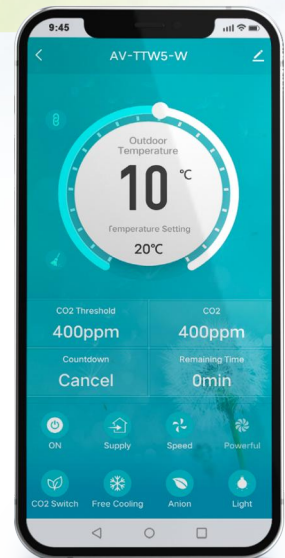 9:45
AV-TTW5-W
Outdoor
Temperature
10 °C
Temperature Setting
20°C
CO2 Threshold
400ppm
CO2
400ppm
Countdown
Cancel
Remaining Time
0min
ON
Supply
Speed
Powerful
CO2 Switch
Free Cooling
Anion
Light